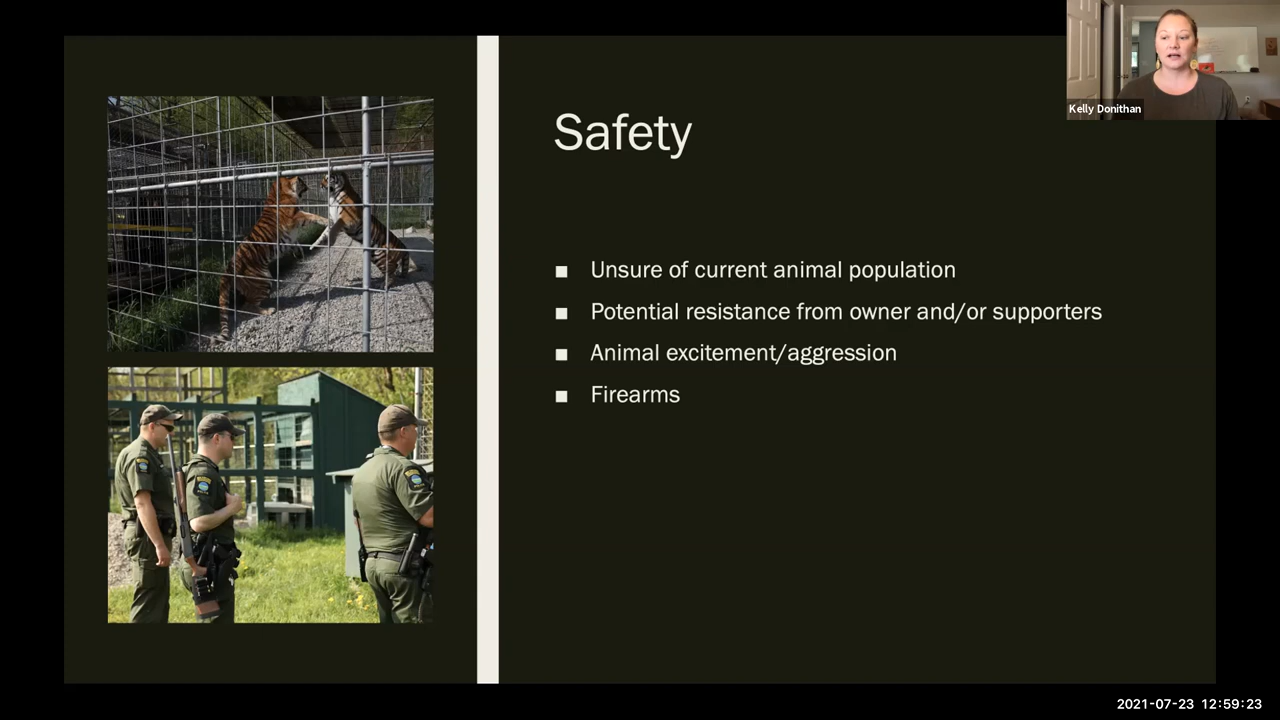 Kelly Donithan
Safety
■ Unsure of current animal population
■ Potential resistance from owner and/or supporters
■ Animal excitement/aggression
■ Firearms
2021-07-23 12:59:23